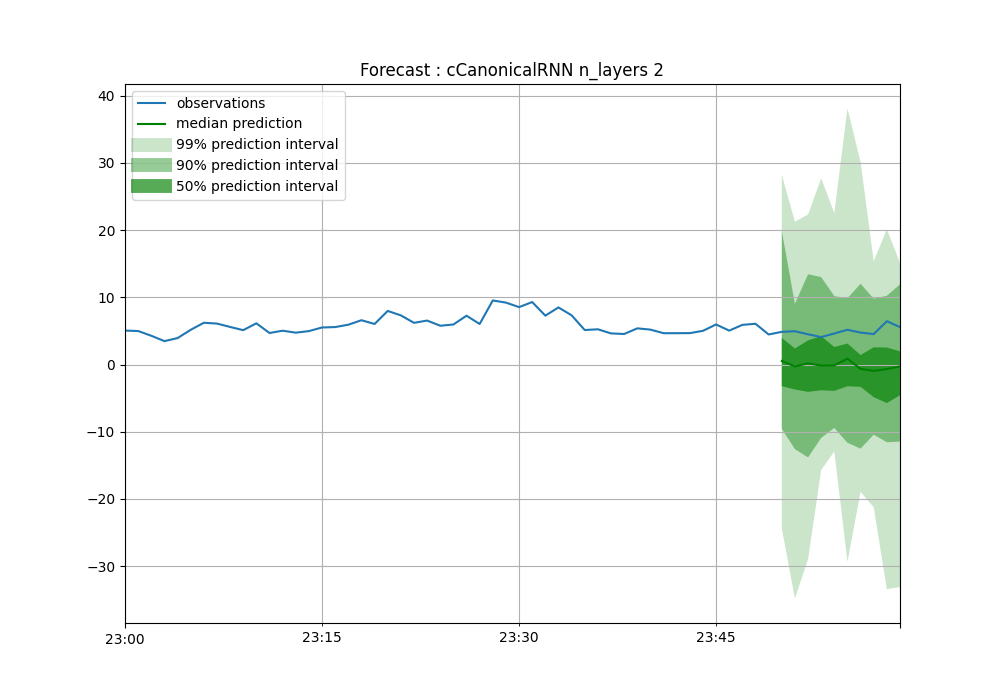 Forecast : cCanonicalRNN n_layers 2
observations
median prediction
99% prediction interval
90% prediction interval
50% prediction interval
40
30
20
10
0
−10
−20
−30
23:00
23:15
23:30
23:45